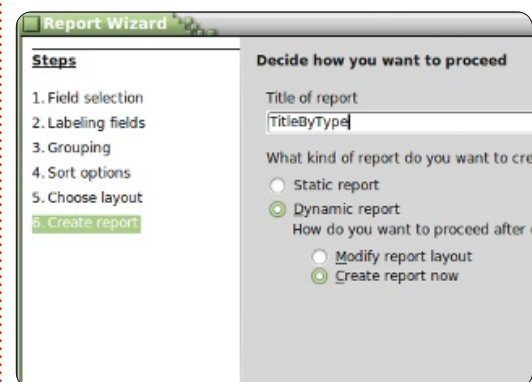 Report Wizard
Steps
1. Field selection
2. Labeling fields
3. Grouping
4. Sort options
5. Choose layout
6. Create report
Decide how you want to proceed
Title of report
TitleByType
What kind of report do you want to cre
Static report
Dynamic report
How do you want to proceed after
Modify report layout
Create report now